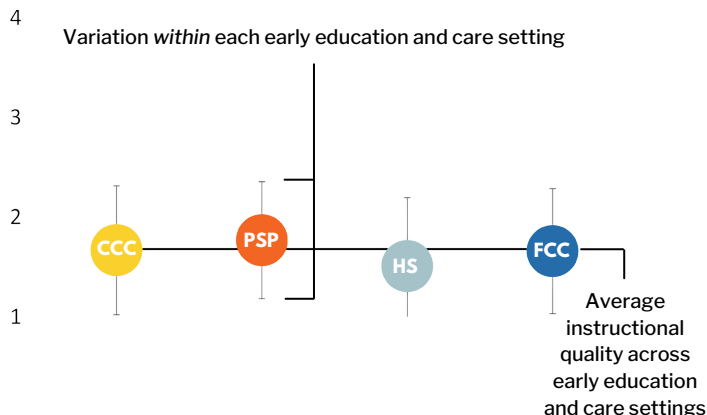 4
Variation within each early education and care setting
3
2
CCC
PSP
HS
FCC
1
Average
instructional
quality across
early education
and care settings